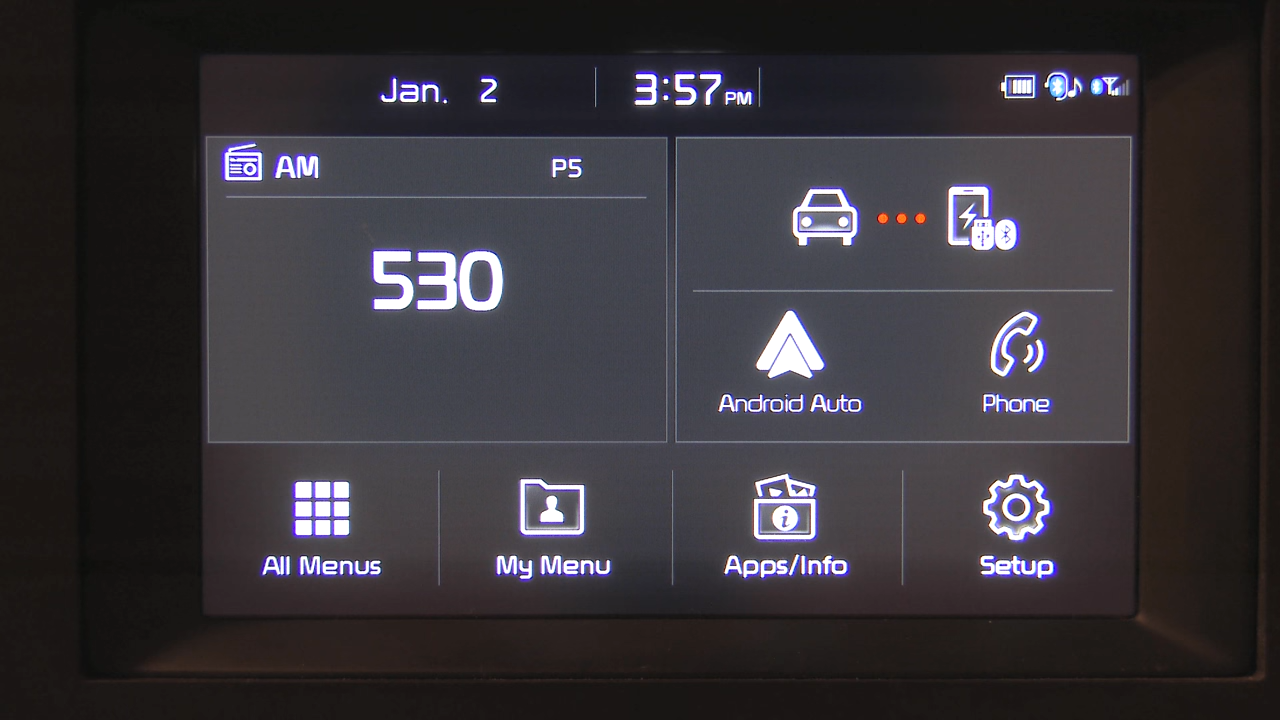 Jan. 2 3:57 PM
AM P5
530
Android Auto Phone
All Menus My Menu Apps/Info Setup